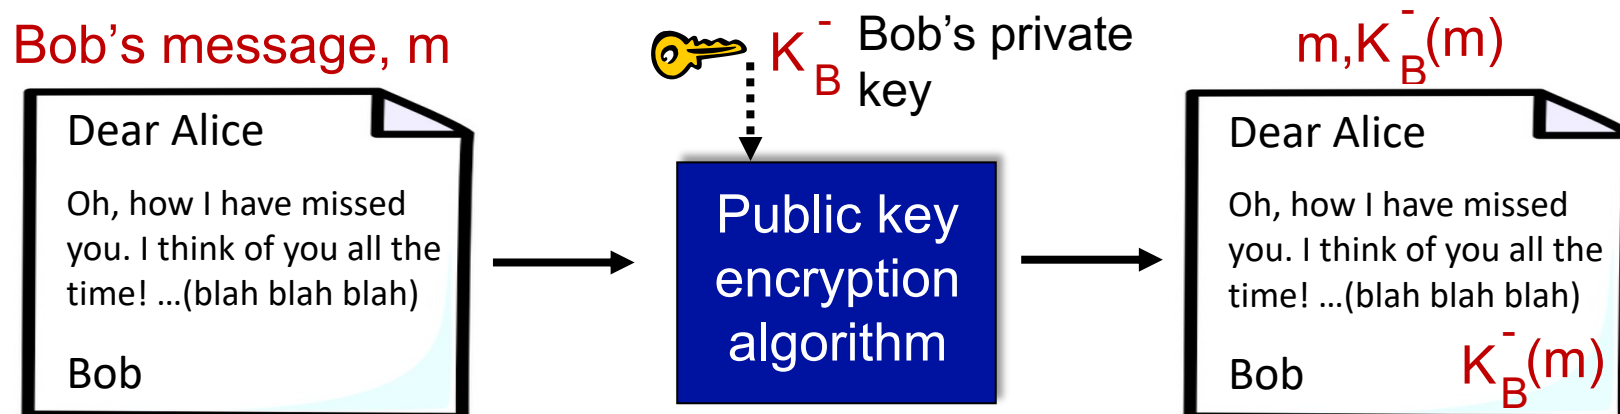 Bob’s message, m
Dear Alice
Oh, how I have missed
you. I think of you all the
time! ...(blah blah blah)
Bob
K
-
B
Bob’s private
key
Public key
encryption
algorithm
m,K
-
B
(m)
Dear Alice
Oh, how I have missed
you. I think of you all the
time! ...(blah blah blah)
Bob
K
-
B
(m)